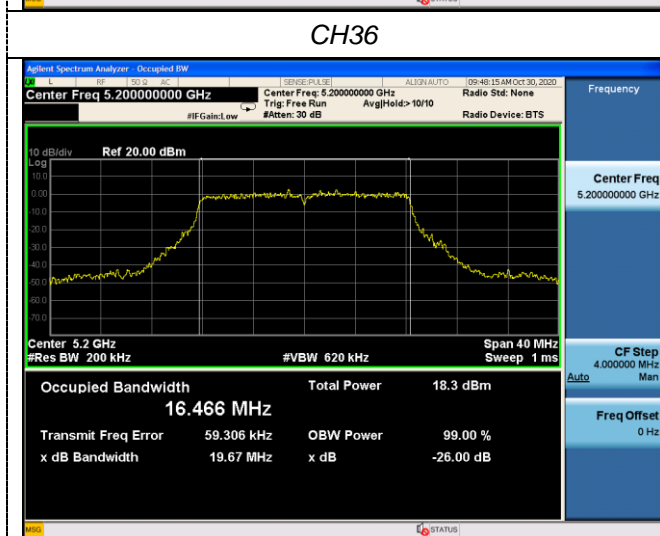 MSG STATUS
CH36
Agilent Spectrum Analyzer - Occupied BW
L RF 50 Ω AC SENSE:PULSE ALIGN AUTO 09:48:15 AM Oct 30, 2020
Center Freq 5.200000000 GHz Center Freq: 5.200000000 GHz Radio Std: None Frequency
Trig: Free Run Avg|Hold:> 10/10
#IFGain:Low #Atten: 30 dB Radio Device: BTS
10 dB/div Ref 20.00 dBm
Log
10.0
0.00
-10.0
-20.0
-30.0
-40.0
50.0
-60.0
-70.0
Center Freq
5.200000000 GHz
Center 5.2 GHz Span 40 MHz
#Res BW 200 kHz #VBW 620 kHz Sweep 1 ms
CF Step
4.000000 MHz
Auto Man
Occupied Bandwidth Total Power 18.3 dBm
16.466 MHz
Freq Offset
0 Hz
Transmit Freq Error 59.306 kHz OBW Power 99.00 %
x dB Bandwidth 19.67 MHz x dB -26.00 dB
MSG STATUS